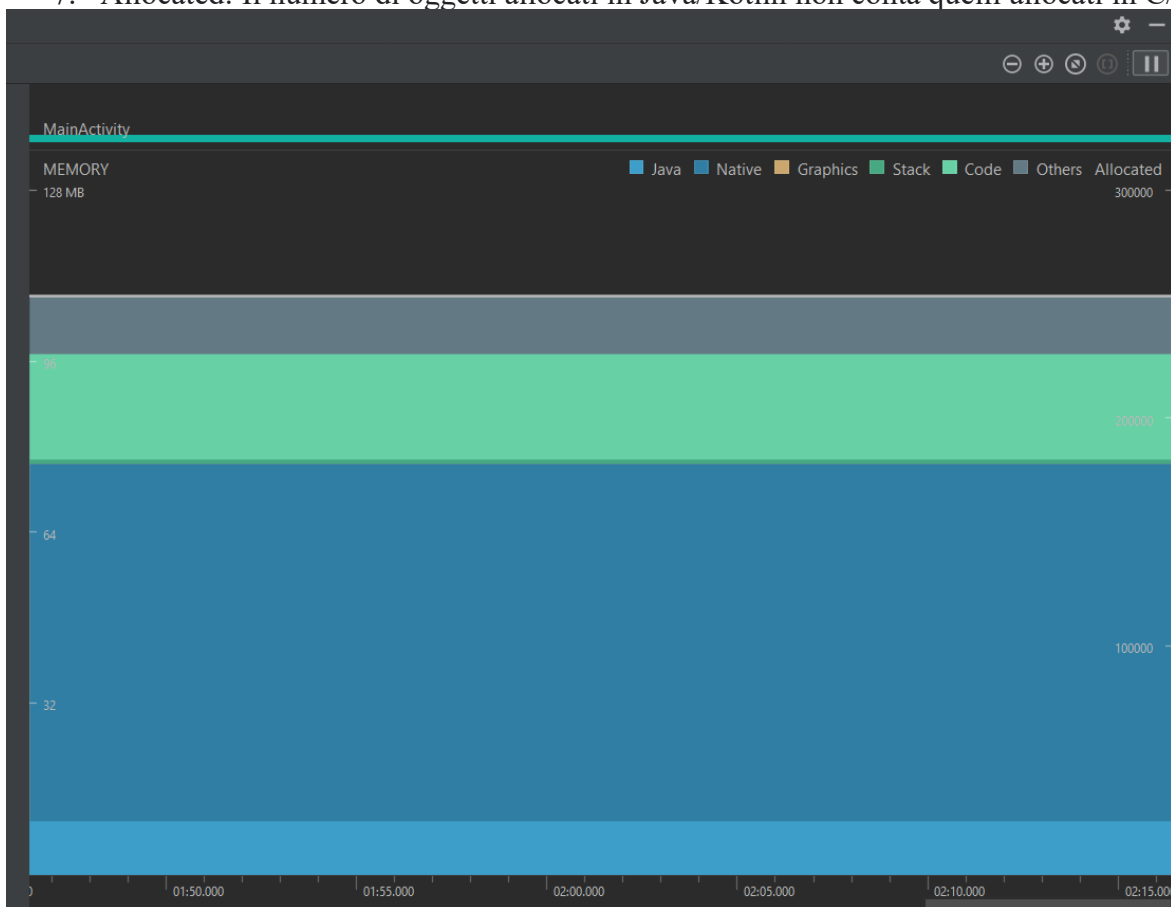 7. Allocated: Il numero di oggetti allocati in Java/Kotlin non conta quelli allocati in C/
MainActivity
MEMORY Java Native Graphics Stack Code Others Allocated
128 MB 300000
96
200000
64
100000
32
01:50.000 01:55.000 02:00.000 02:05.000 02:10.000 02:15.00